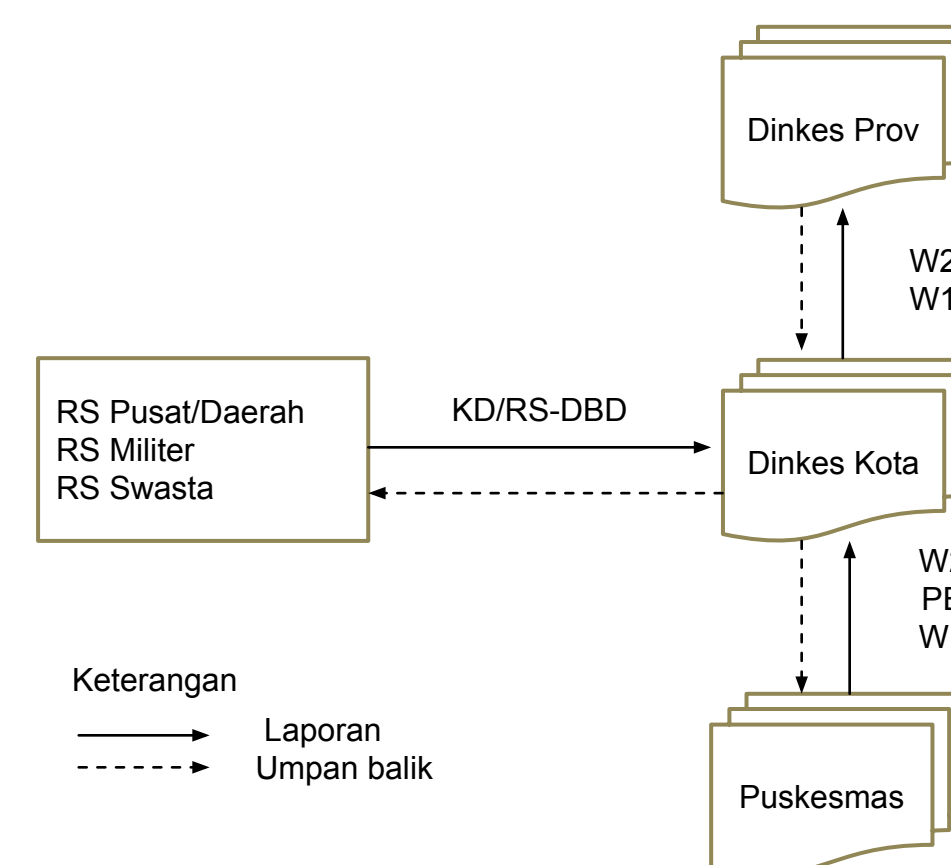 Dinkes Prov
W2
W1
RS Pusat/Daerah
RS Militer
RS Swasta
KD/RS-DBD
Dinkes Kota
W
Keterangan
Laporan
Umpan balik
Puskesmas